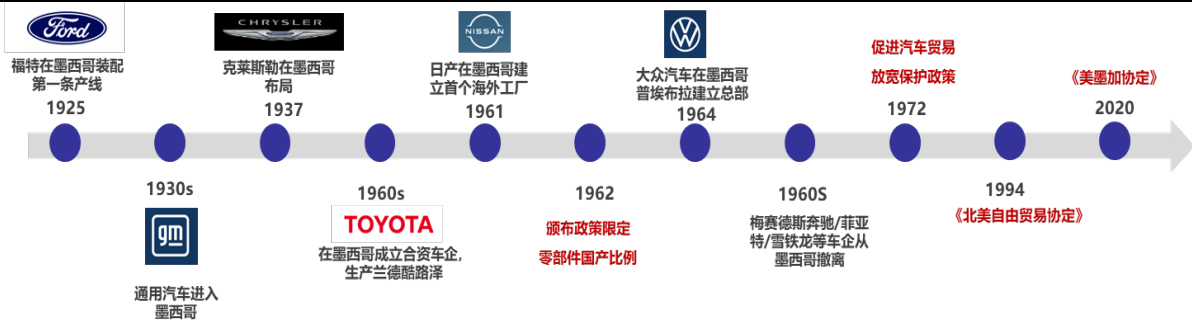 Ford
福特在墨西哥装配
第一条产线
1925
1930s
gm
通用汽车进入
墨西哥
CHRYSLER
克莱斯勒在墨西哥
布局
1937
1960s
TOYOTA
在墨西哥成立合资车企,
生产兰德酷路泽
NISSAN
日产在墨西哥建
立首个海外工厂
1961
1962
颁布政策限定
零部件国产比例
大众汽车在墨西哥
普埃布拉建立总部
1964
1960S
梅赛德斯奔驰/菲亚
特/雪铁龙等车企从
墨西哥撤离
促进汽车贸易
放宽保护政策
1972
1994
《北美自由贸易协定》
《美墨加协定》
2020